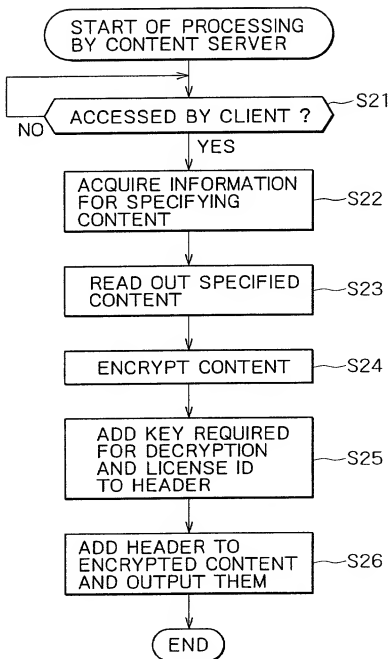 START OF PROCESSING
BY CONTENT SERVER
ACCESSED BY CLIENT ?
S21
NO
YES
ACQUIRE INFORMATION
FOR SPECIFYING
CONTENT
S22
READ OUT SPECIFIED
CONTENT
S23
ENCRYPT CONTENT
S24
ADD KEY REQUIRED
FOR DECRYPTION
AND LICENSE ID
TO HEADER
S25
ADD HEADER TO
ENCRYPTED CONTENT
AND OUTPUT THEM
S26
END